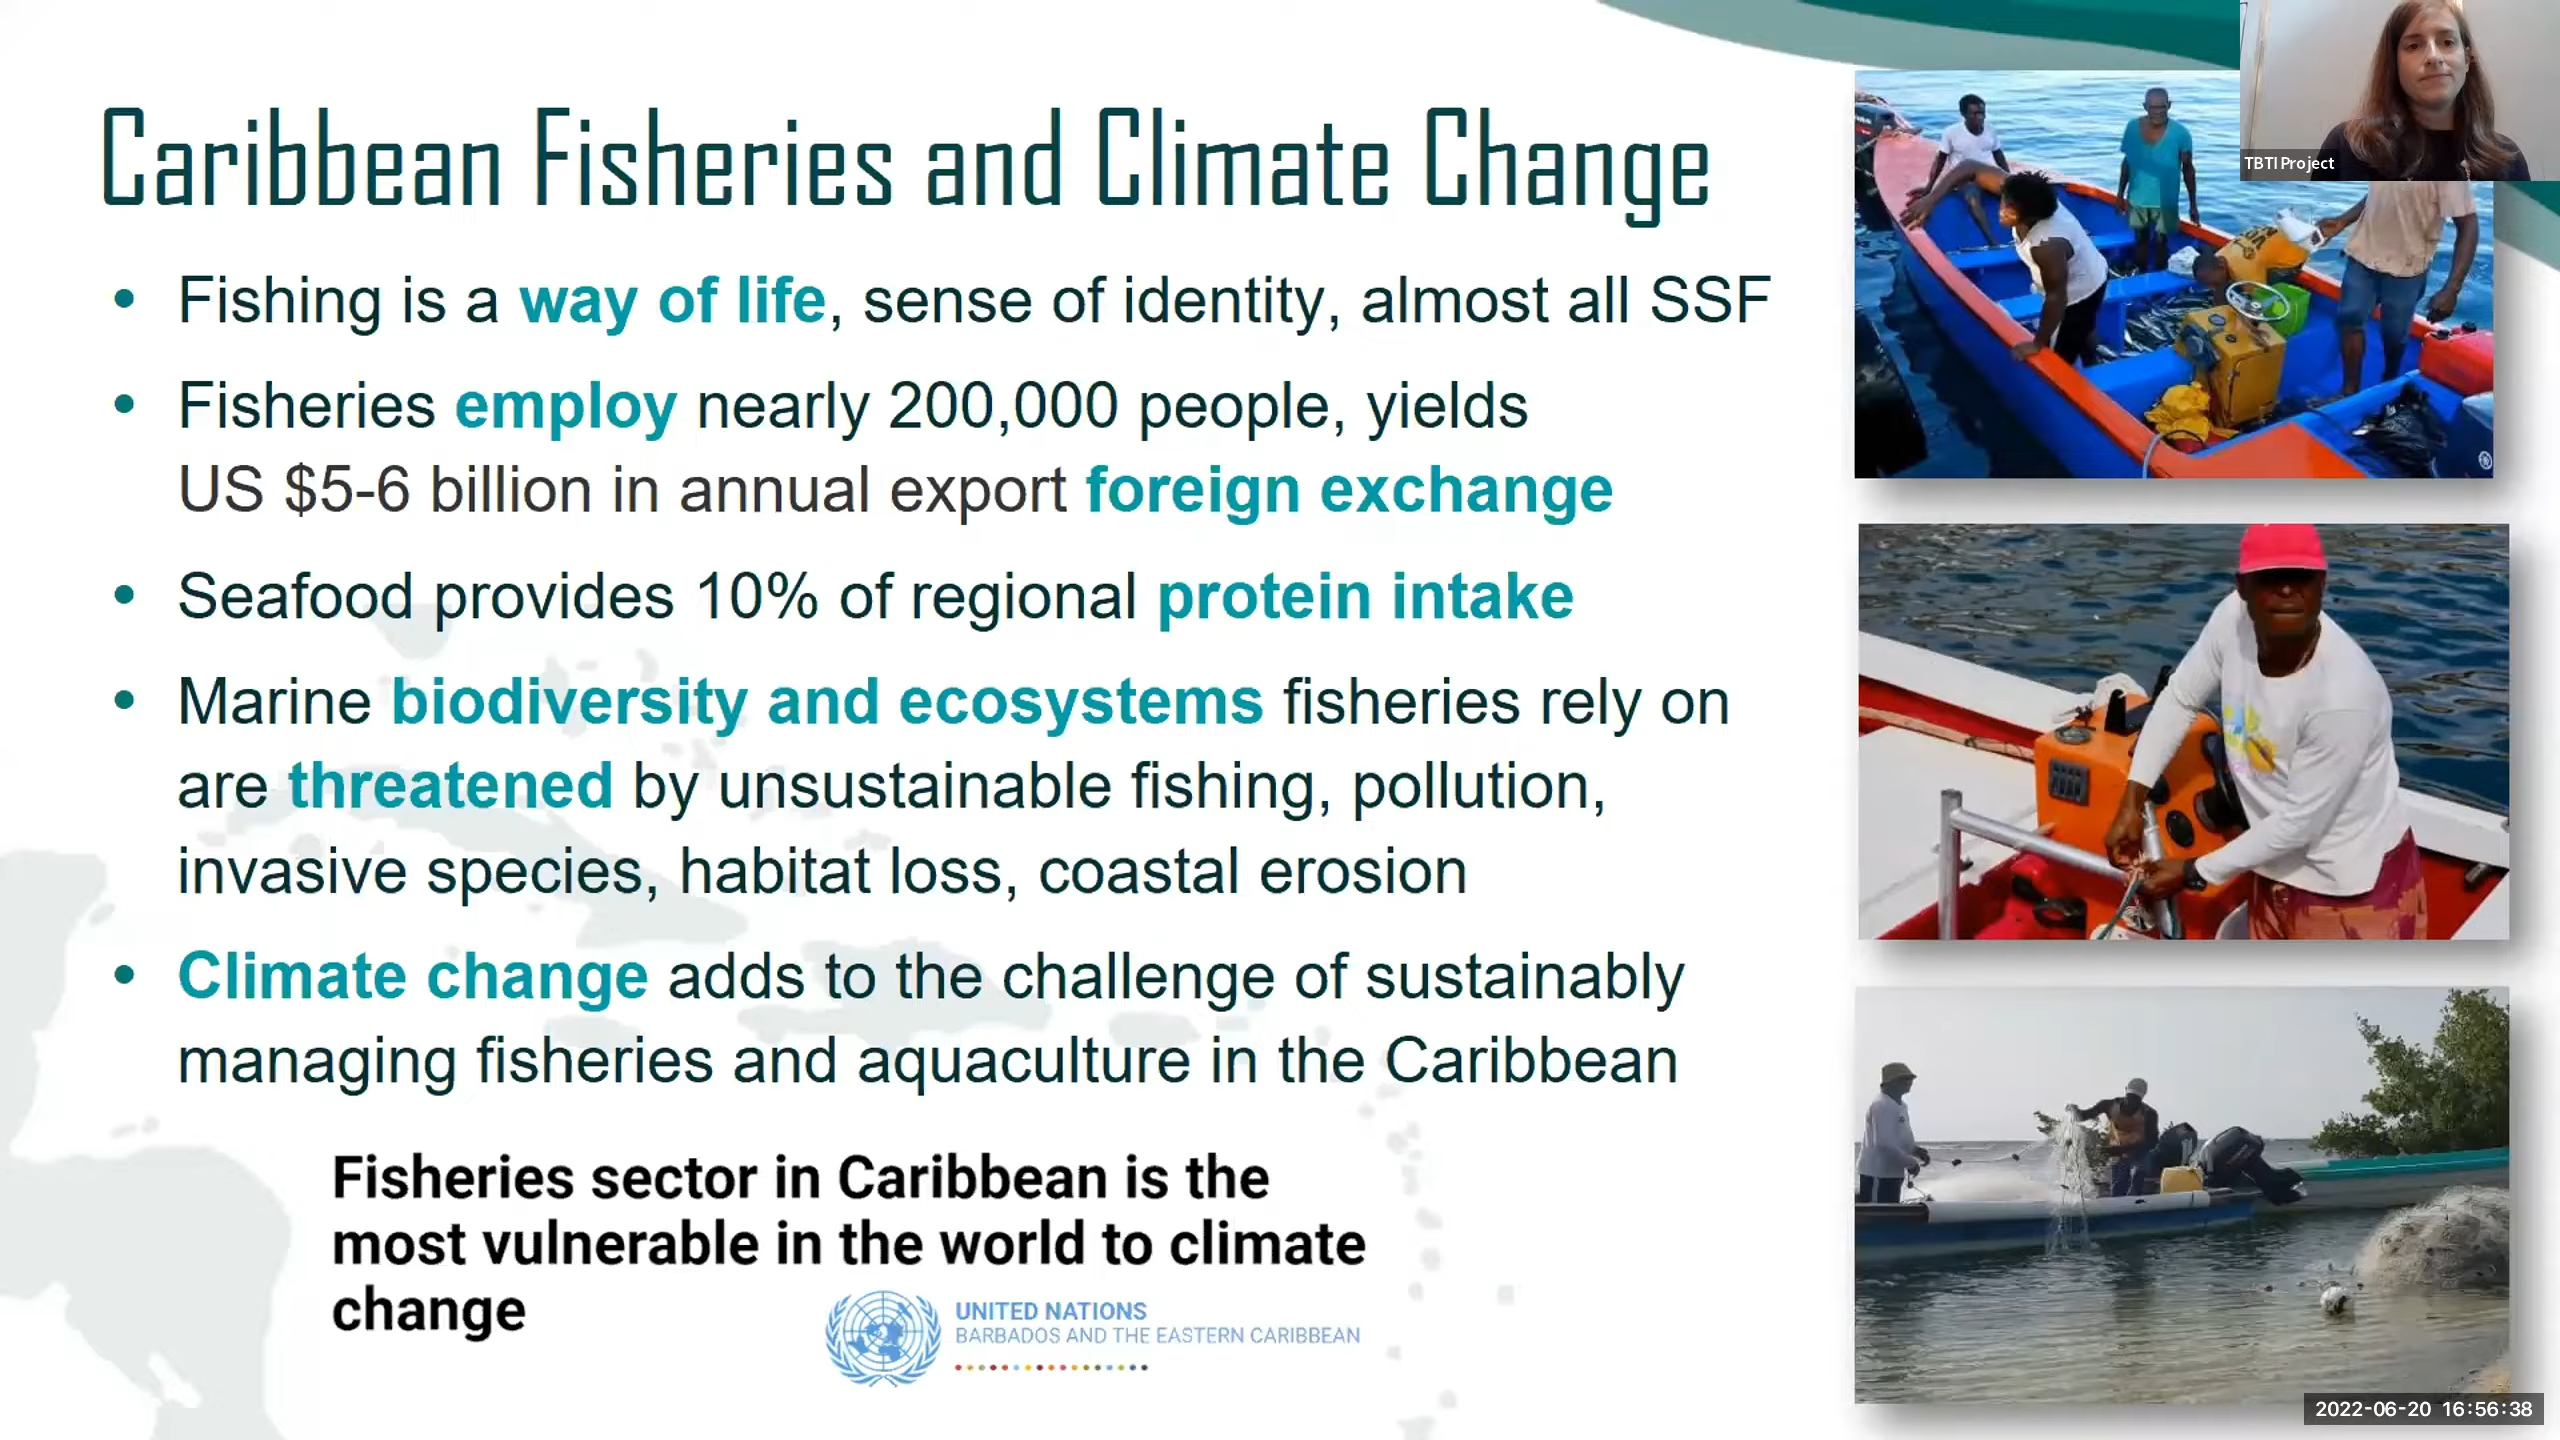 Caribbean Fisheries and Climate Change
• Fishing is a way of life, sense of identity, almost all SSF
• Fisheries employ nearly 200,000 people, yields
US $5-6 billion in annual export foreign exchange
• Seafood provides 10% of regional protein intake
• Marine biodiversity and ecosystems fisheries rely on
are threatened by unsustainable fishing, pollution,
invasive species, habitat loss, coastal erosion
• Climate change adds to the challenge of sustainably
managing fisheries and aquaculture in the Caribbean
Fisheries sector in Caribbean is the
most vulnerable in the world to climate
change
UNITED NATIONS
BARBADOS AND THE EASTERN CARIBBEAN
TBTI Project
2022-06-20 16:56:38